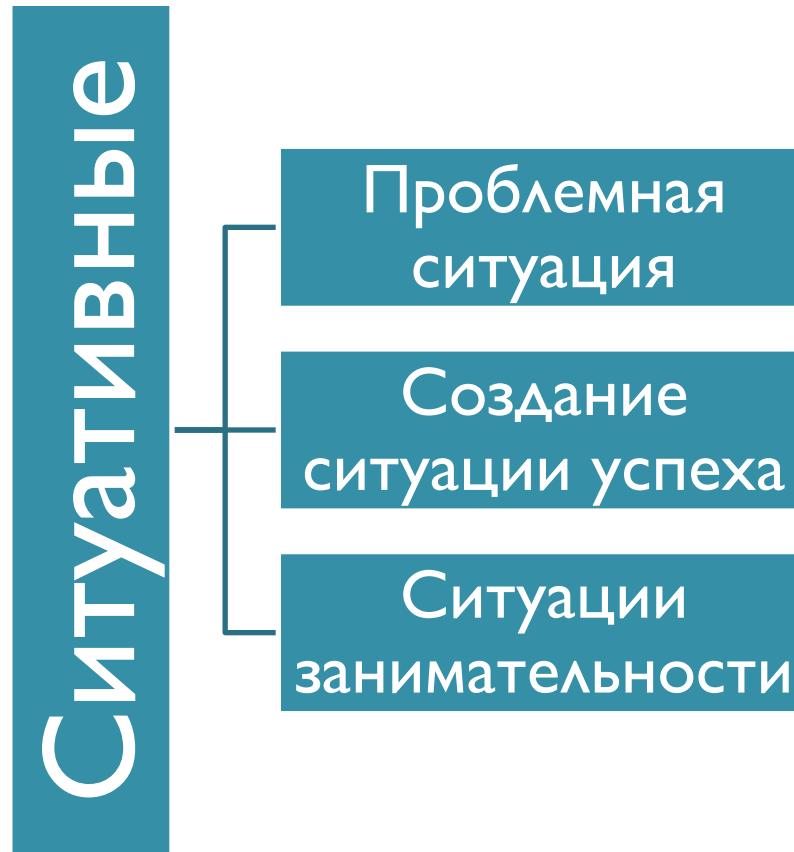 Ситуативные
Проблемная
ситуация
Создание
ситуации успеха
Ситуации
занимательности